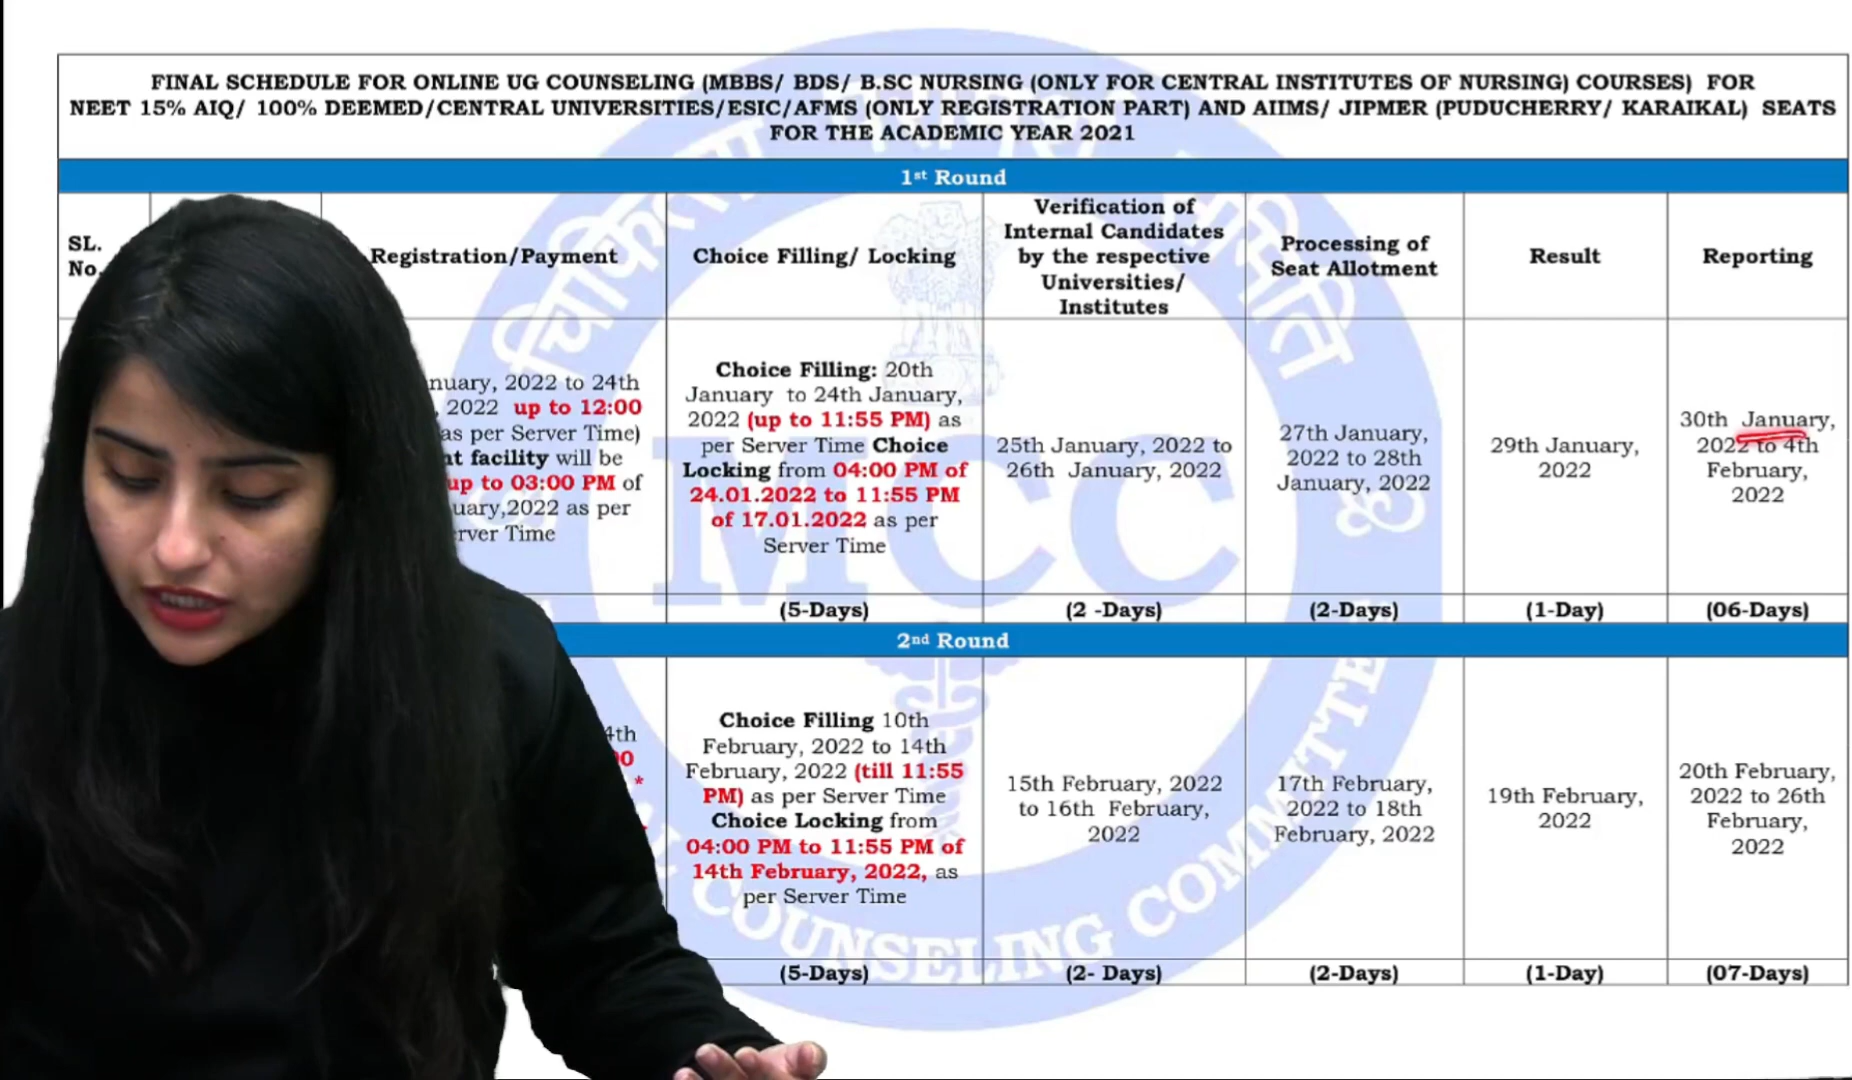 FINAL SCHEDULE FOR ONLINE UG COUNSELING (MBBS/ BDS/ B.SC NURSING (ONLY FOR CENTRAL INSTITUTES OF NURSING) COURSES) FOR
NEET 15% AIQ/ 100% DEEMED/CENTRAL UNIVERSITIES/ESIC/AFMS (ONLY REGISTRATION PART) AND AIIMS/ JIPMER (PUDUCHERRY/ KARAIKAL) SEATS
FOR THE ACADEMIC YEAR 2021
1st Round
SL.
No.
Registration/Payment
Choice Filling/ Locking
Verification of
Internal Candidates
by the respective
Universities/
Institutes
Processing of
Seat Allotment
Result
Reporting
nuary, 2022 to 24th
, 2022 up to 12:00
as per Server Time)
nt facility will be
up to 03:00 PM of
uary,2022 as per
rver Time
Choice Filling: 20th
January to 24th January,
2022 (up to 11:55 PM) as
per Server Time Choice
Locking from 04:00 PM of
24.01.2022 to 11:55 PM
of 17.01.2022 as per
Server Time
25th January, 2022 to
26th January, 2022
27th January,
2022 to 28th
January, 2022
29th January,
2022
30th January,
2022 to 4th
February,
2022
(5-Days)
(2 -Days)
(2-Days)
(1-Day)
(06-Days)
2nd Round
4th
*
Choice Filling 10th
February, 2022 to 14th
February, 2022 (till 11:55
PM) as per Server Time
Choice Locking from
04:00 PM to 11:55 PM of
14th February, 2022, as
per Server Time
15th February, 2022
to 16th February,
2022
17th February,
2022 to 18th
February, 2022
19th February,
2022
20th February,
2022 to 26th
February,
2022
(5-Days)
(2- Days)
(2-Days)
(1-Day)
(07-Days)
MCC
COUNSELING COMMITTEE